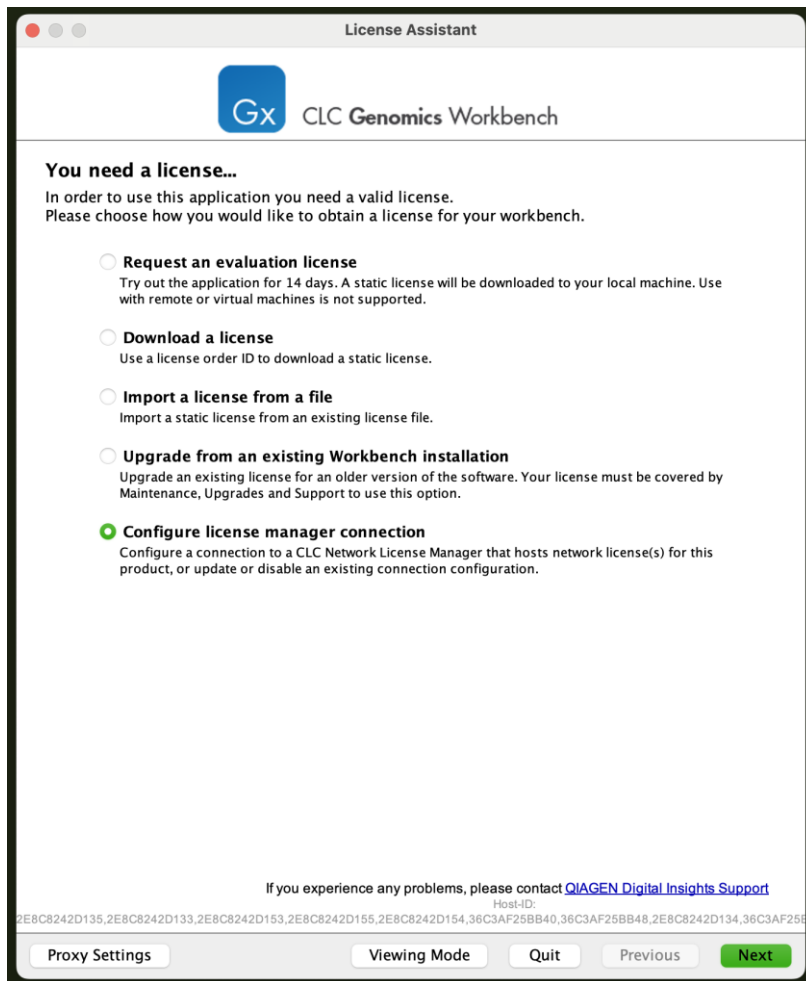 License Assistant
Gx CLC Genomics Workbench
You need a license...
In order to use this application you need a valid license.
Please choose how you would like to obtain a license for your workbench.
Request an evaluation license
Try out the application for 14 days. A static license will be downloaded to your local machine. Use
with remote or virtual machines is not supported.
Download a license
Use a license order ID to download a static license.
Import a license from a file
Import a static license from an existing license file.
Upgrade from an existing Workbench installation
Upgrade an existing license for an older version of the software. Your license must be covered by
Maintenance, Upgrades and Support to use this option.
Configure license manager connection
Configure a connection to a CLC Network License Manager that hosts network license(s) for this
product, or update or disable an existing connection configuration.
If you experience any problems, please contact QIAGEN Digital Insights Support
Host-ID:
2E8C8242D135,2E8C8242D133,2E8C8242D153,2E8C8242D155,2E8C8242D154,36C3AF25BB40,36C3AF25BB48,2E8C8242D134,36C3AF25
Proxy Settings Viewing Mode Quit Previous Next